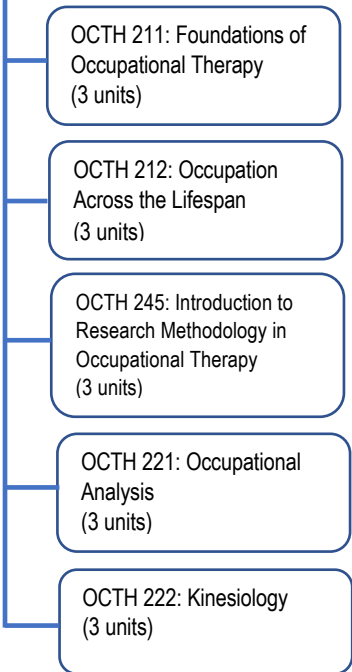 OCTH 211: Foundations of
Occupational Therapy
(3 units)
OCTH 212: Occupation
Across the Lifespan
(3 units)
OCTH 245: Introduction to
Research Methodology in
Occupational Therapy
(3 units)
OCTH 221: Occupational
Analysis
(3 units)
OCTH 222: Kinesiology
(3 units)